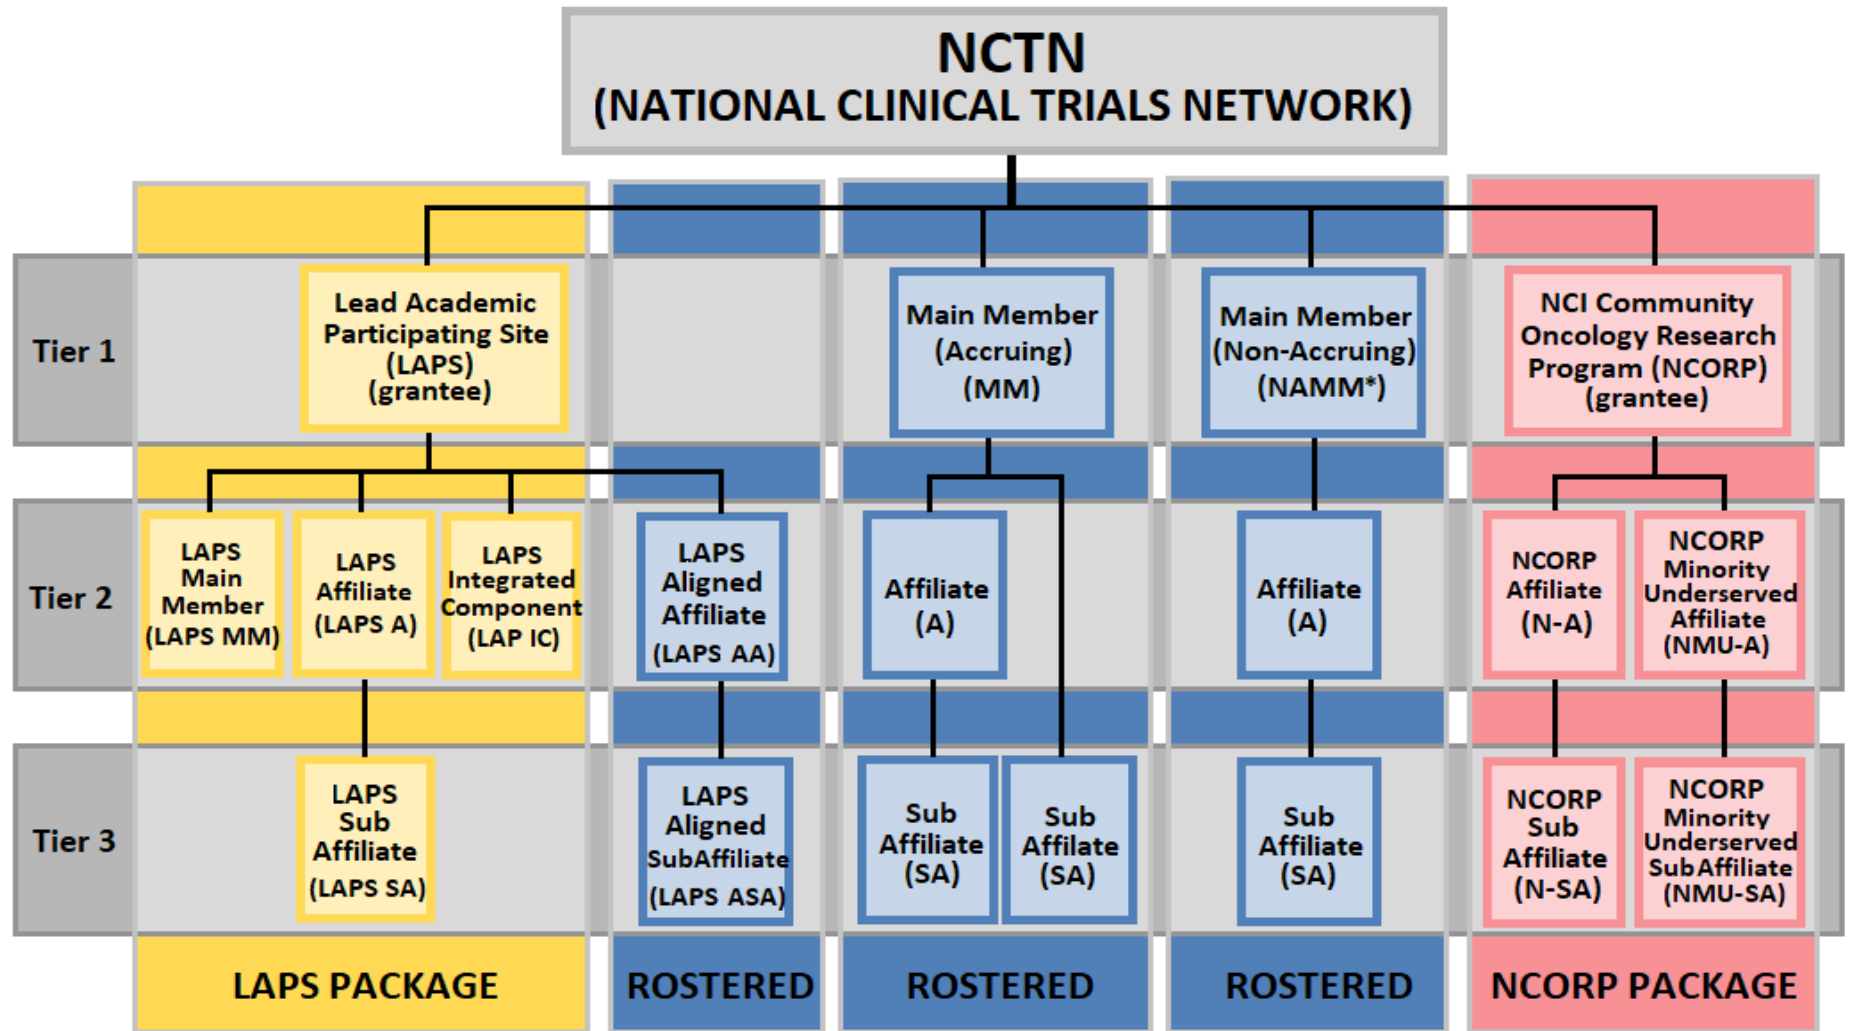 NCTN
(NATIONAL CLINICAL TRIALS NETWORK)
Tier 1
Lead Academic
Participating Site
(LAPS)
(grantee)
Main Member
(Accruing)
(MM)
Main Member
(Non-Accruing)
(NAMM*)
NCI Community
Oncology Research
Program (NCORP)
(grantee)
Tier 2
LAPS
Main
Member
(LAPS MM)
LAPS
Affiliate
(LAPS A)
LAPS
Integrated
Component
(LAP IC)
LAPS
Aligned
Affiliate
(LAPS AA)
Affiliate
(A)
Affiliate
(A)
NCORP
Affiliate
(N-A)
NCORP
Minority
Underserved
Affiliate
(NMU-A)
Tier 3
LAPS
Sub
Affiliate
(LAPS SA)
LAPS
Aligned
SubAffiliate
(LAPS ASA)
Sub
Affiliate
(SA)
Sub
Affilate
(SA)
Sub
Affiliate
(SA)
NCORP
Sub
Affiliate
(N-SA)
NCORP
Minority
Underserved
SubAffiliate
(NMU-SA)
LAPS PACKAGE
ROSTERED
ROSTERED
ROSTERED
NCORP PACKAGE